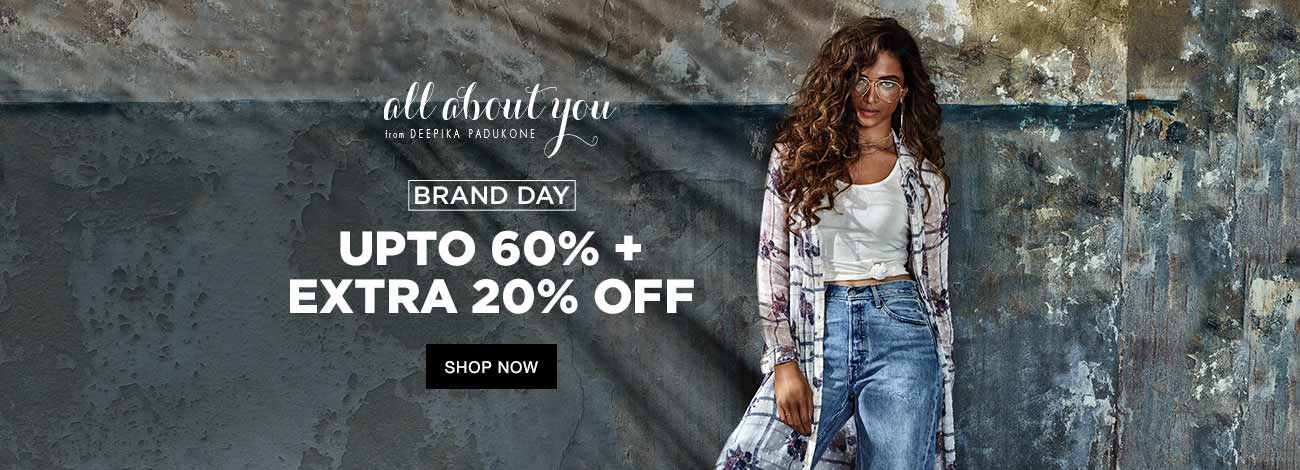 all about you
from DEEPIKA PADUKONE
BRAND DAY
UPTO 60% +
EXTRA 20% OFF
SHOP NOW